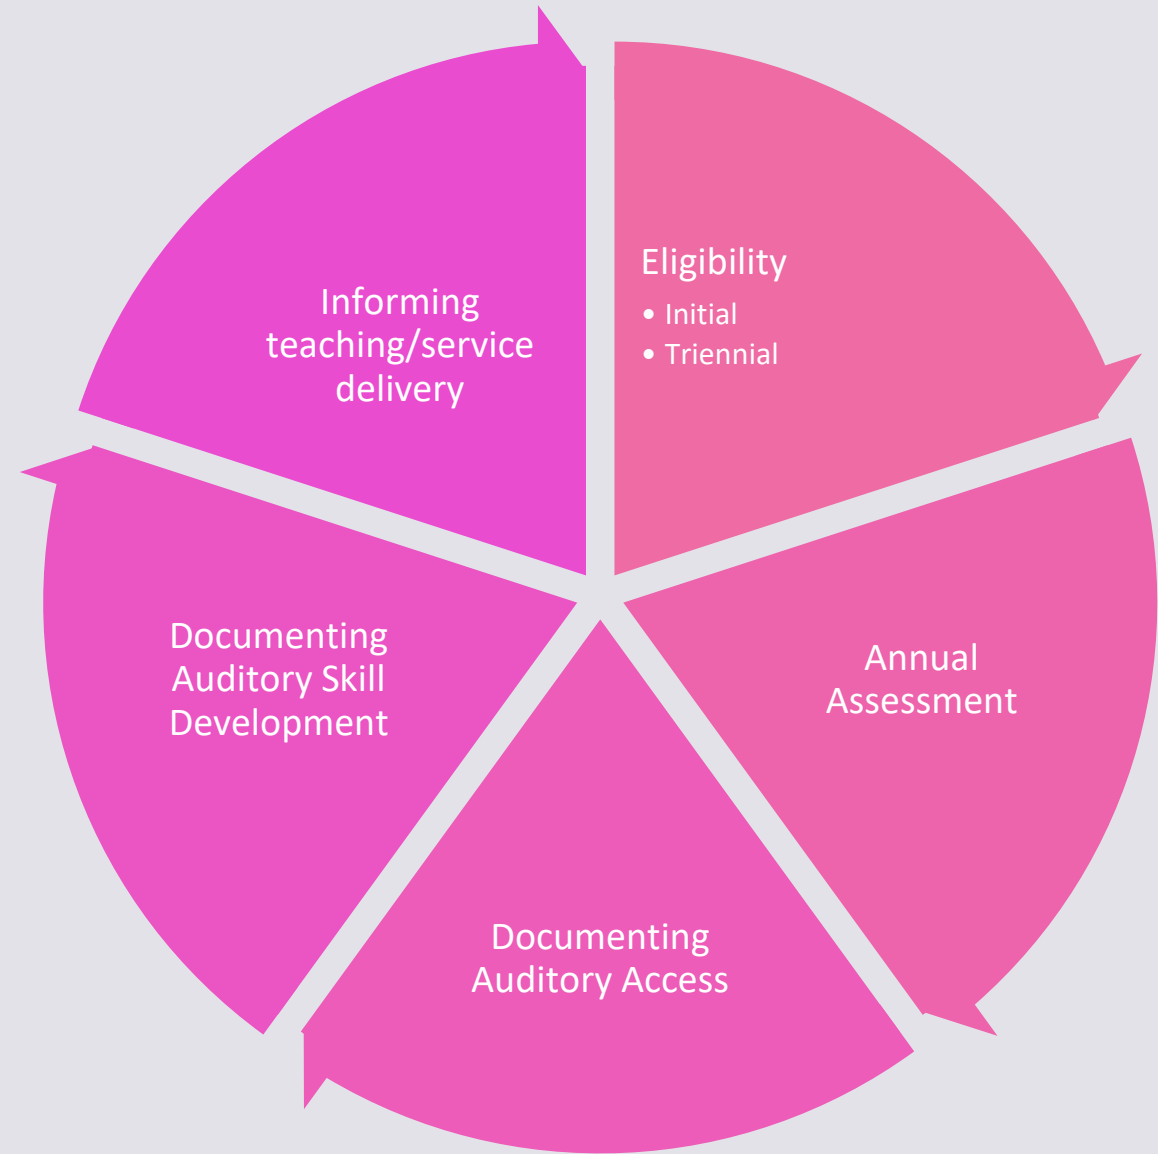 Eligibility
• Initial
• Triennial
Annual
Assessment
Documenting
Auditory Access
Documenting
Auditory Skill
Development
Informing
teaching/service
delivery